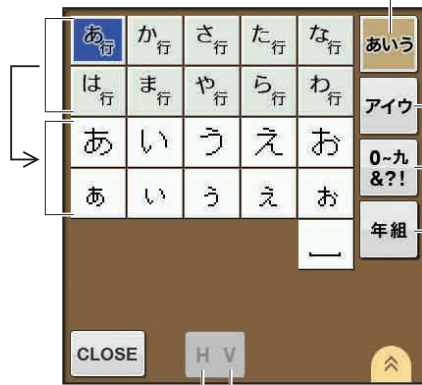 あ行 か行 さ行 た行 な行 あいう
は行 ま行 や行 ら行 わ行 アイウ
あ い う え お 0~九&?!
ぁ ぃ ぅ ぇ ぉ 年組
CLOSE H V